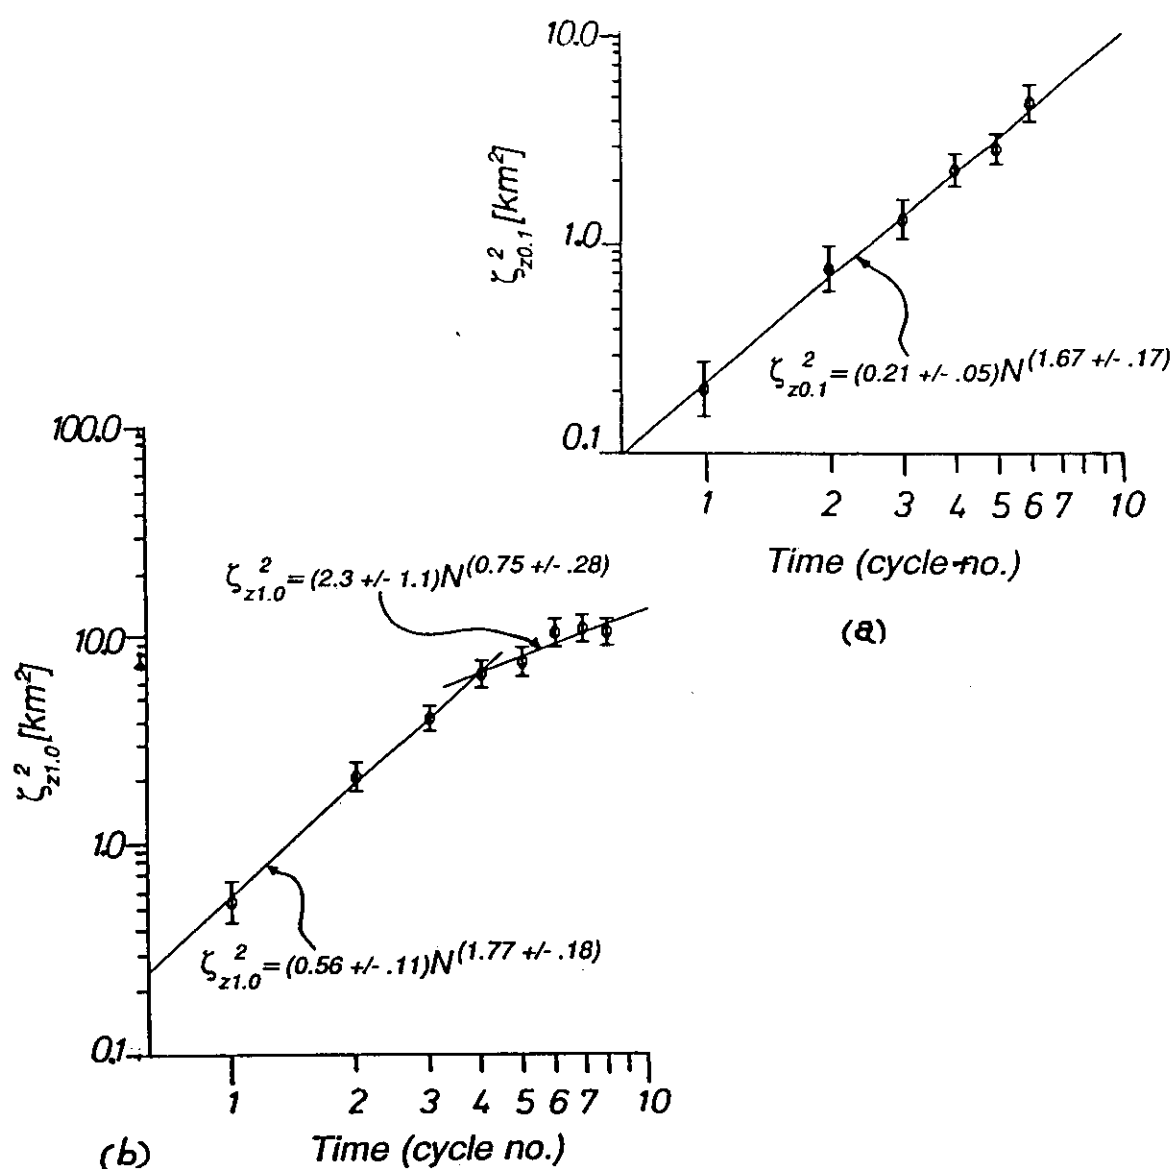 10.0
1.0
0.1
ζ²z0.1 [km²]
ζ²z0.1 = (0.21 +/- .05)N^(1.67 +/- .17)
1 2 3 4 5 6 7 10
Time (cycle no.)
(a)
100.0
10.0
1.0
0.1
ζ²z1.0 [km²]
ζ²z1.0 = (2.3 +/- 1.1)N^(0.75 +/- .28)
ζ²z1.0 = (0.56 +/- .11)N^(1.77 +/- .18)
1 2 3 4 5 6 7 10
(b) Time (cycle no.)